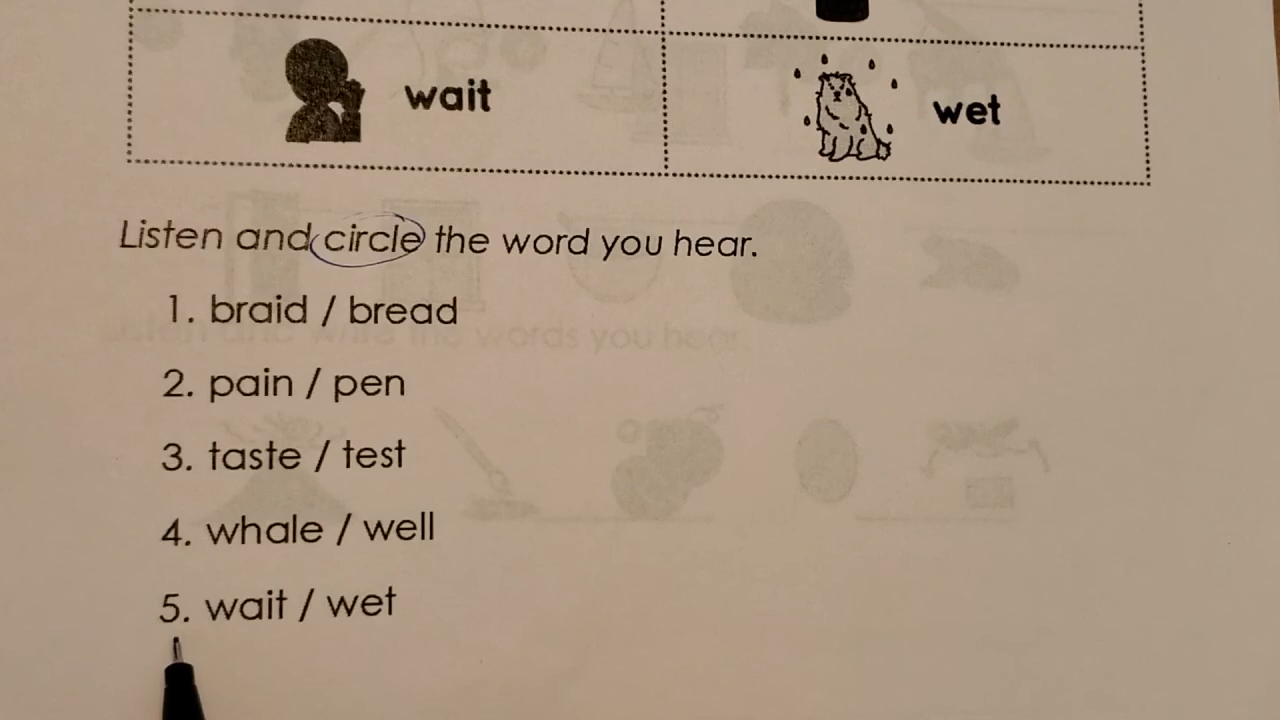 wait
wet
Listen and circle the word you hear.
1. braid / bread
2. pain / pen
3. taste / test
4. whale / well
5. wait / wet